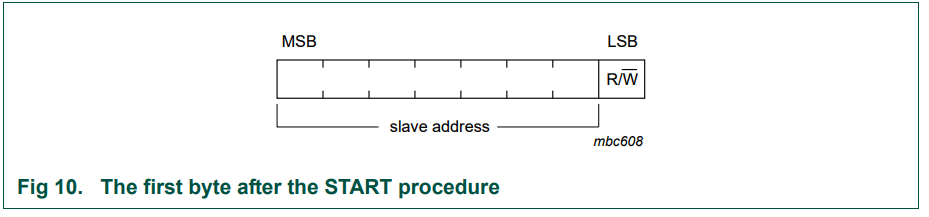 MSB LSB
R/W̅
slave address
mbc608
Fig 10. The first byte after the START procedure